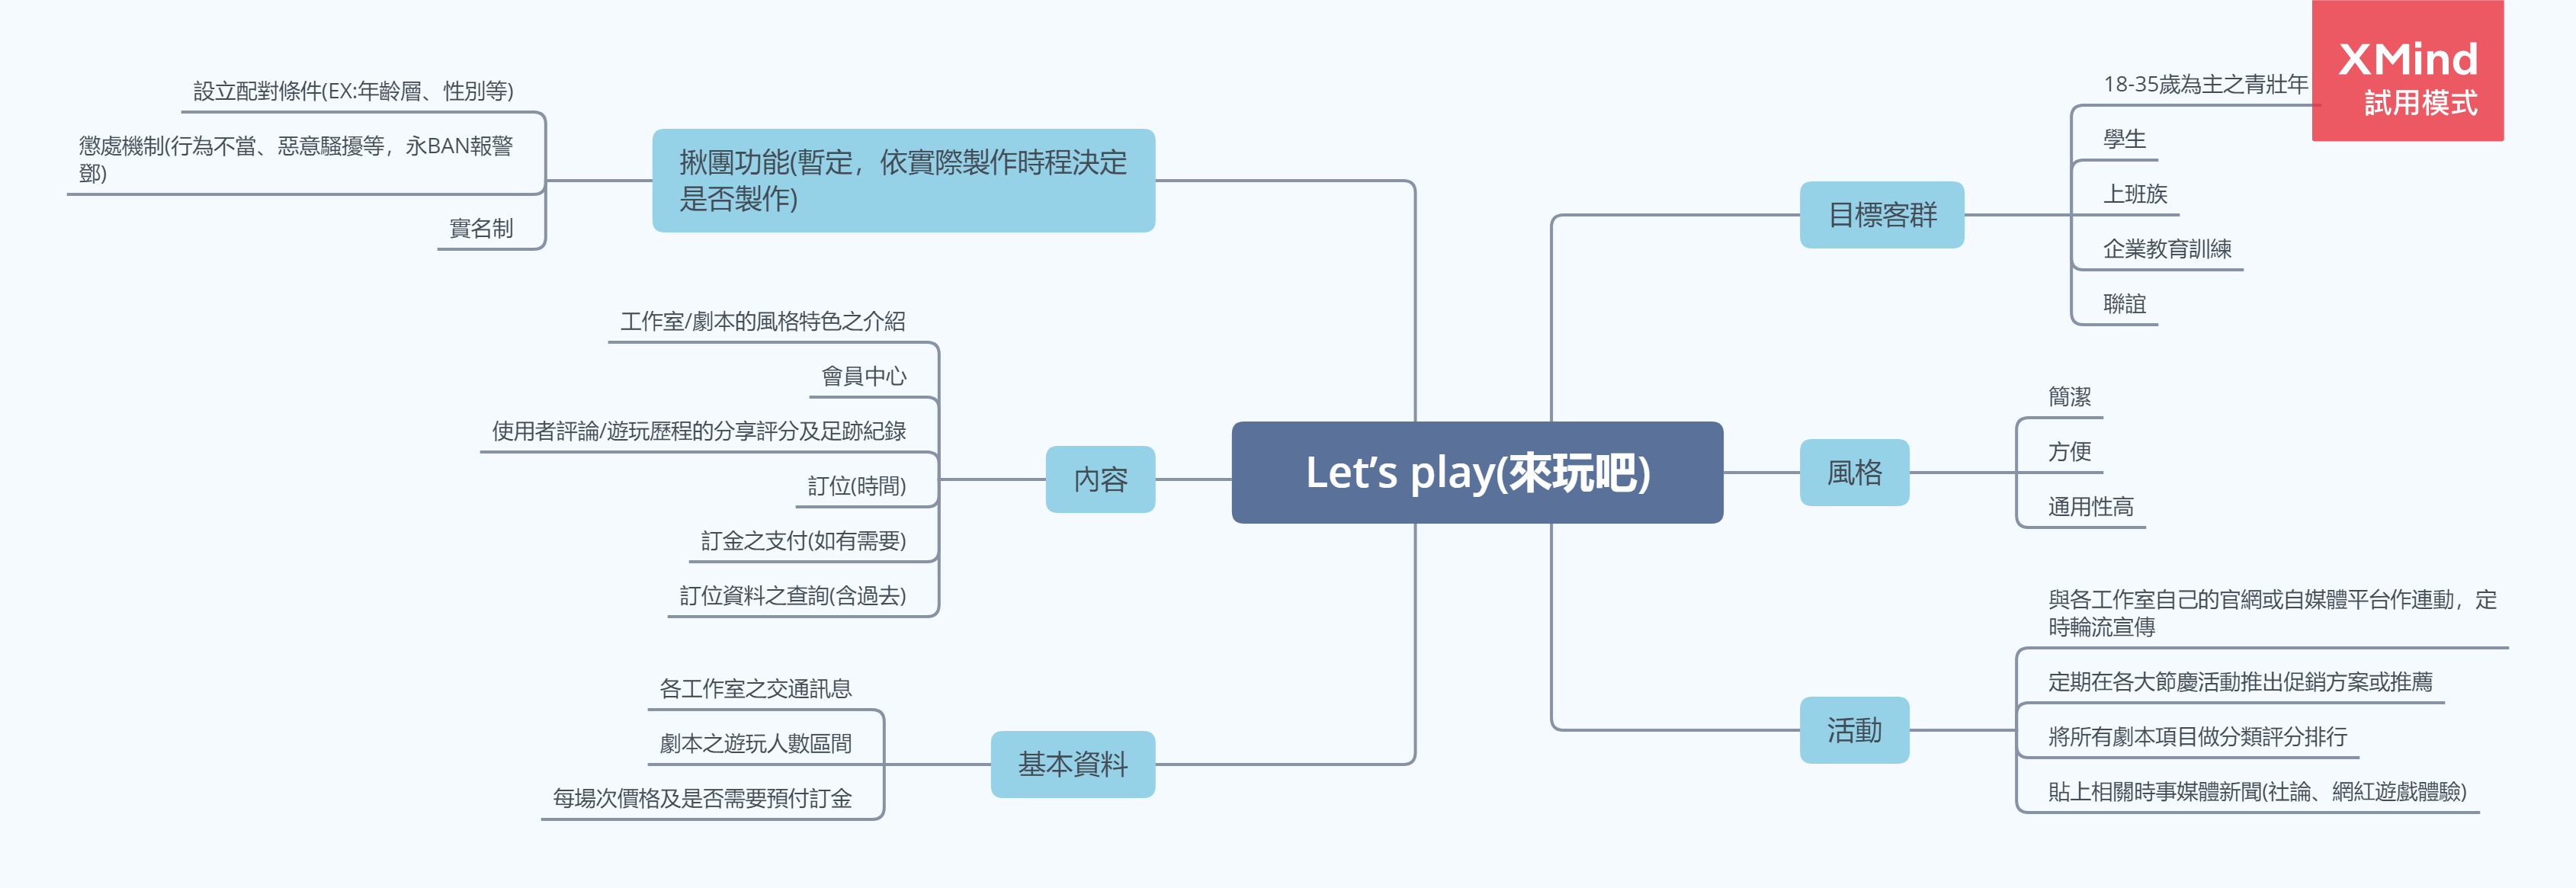 Let’s play(來玩吧)
目標客群
18-35歲為主之青壯年
學生
上班族
企業教育訓練
聯誼
風格
簡潔
方便
通用性高
活動
與各工作室自己的官網或自媒體平台作連動，定
時輪流宣傳
定期在各大節慶活動推出促銷方案或推薦
將所有劇本項目做分類評分排行
貼上相關時事媒體新聞(社論、網紅遊戲體驗)
揪團功能(暫定，依實際製作時程決定
是否製作)
設立配對條件(EX:年齡層、性別等)
懲處機制(行為不當、惡意騷擾等，永BAN報警
鄧)
實名制
內容
工作室/劇本的風格特色之介紹
會員中心
使用者評論/遊玩歷程的分享評分及足跡紀錄
訂位(時間)
訂金之支付(如有需要)
訂位資料之查詢(含過去)
基本資料
各工作室之交通訊息
劇本之遊玩人數區間
每場次價格及是否需要預付訂金
XMind
試用模式